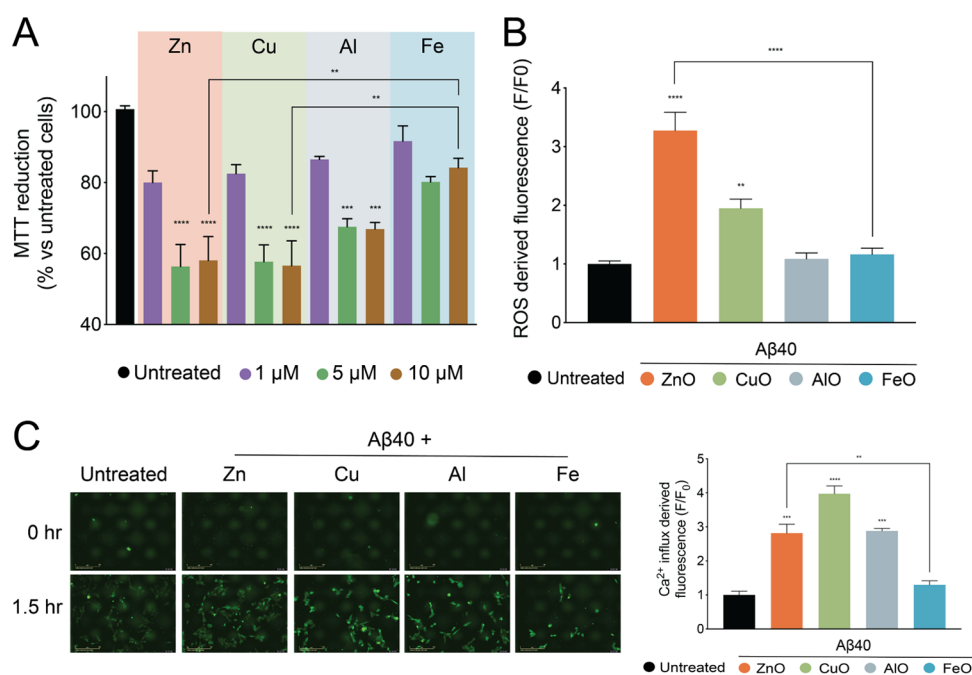 A
Zn Cu Al Fe
**
**
**** **** **** **** *** ***
MTT reduction
(% vs untreated cells)
100
80
60
40
Untreated 1 μM 5 μM 10 μM
B
****
****
**
ROS derived fluorescence (F/F0)
4
3
2
1
0
Aβ40
Untreated ZnO CuO AlO FeO
C
Aβ40 +
Untreated Zn Cu Al Fe
0 hr
1.5 hr
**
***
****
***
Ca²⁺ influx derived
fluorescence (F/F₀)
5
4
3
2
1
0
Aβ40
Untreated ZnO CuO AlO FeO